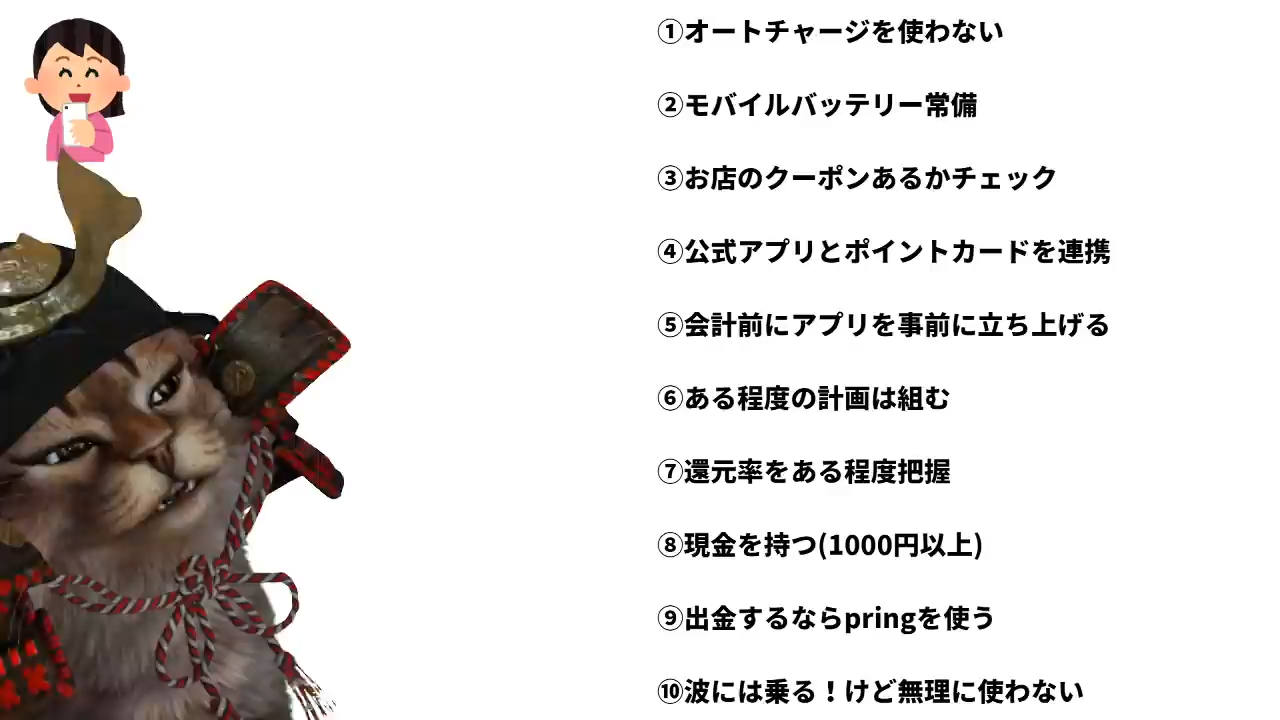 ①オートチャージを使わない
②モバイルバッテリー常備
③お店のクーポンあるかチェック
④公式アプリとポイントカードを連携
⑤会計前にアプリを事前に立ち上げる
⑥ある程度の計画は組む
⑦還元率をある程度把握
⑧現金を持つ(1000円以上)
⑨出金するならpringを使う
⑩波には乗る！けど無理に使わない